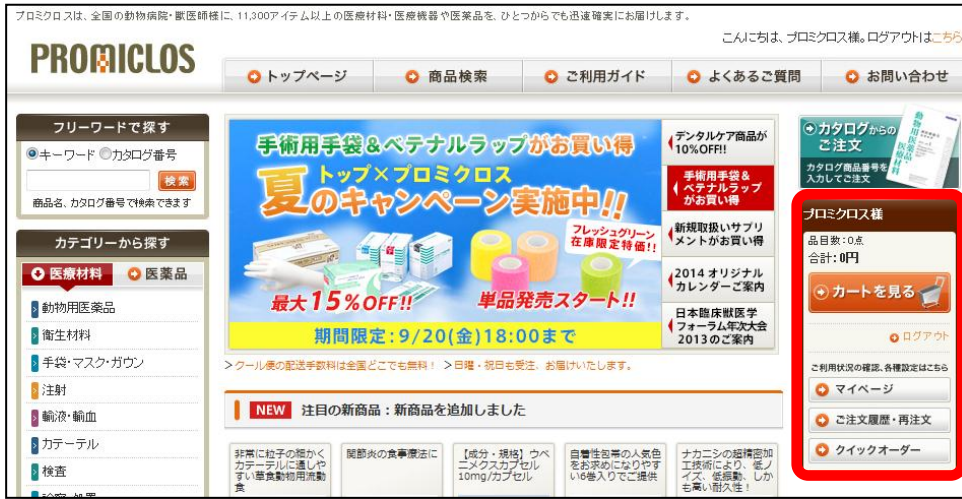 プロミクロスは、全国の動物病院・獣医師様に、11,300アイテム以上の医療材料・医療機器や医薬品を、ひとつからでも迅速確実にお届けします。
こんにちは、プロミクロス様。ログアウトはこちら
PROMICLOS
トップページ
商品検索
ご利用ガイド
よくあるご質問
お問い合わせ
フリーワードで探す
キーワード カタログ番号
検索
商品名、カタログ番号で検索できます
カテゴリーから探す
医療材料 医薬品
動物用医薬品
衛生材料
手袋・マスク・ガウン
注射
輸液・輸血
カテーテル
検査
手術用手袋&ベテナルラップがお買い得
トップ×プロミクロス
夏のキャンペーン実施中!!
フレッシュグリーン
在庫限定特価!!
最大15%OFF!!
単品発売スタート!!
期間限定:9/20(金)18:00まで
デンタルケア商品が
10%OFF!!
手術用手袋&
ベテナルラップ
がお買い得
新規取扱いサプリ
メントがお買い得
2014 オリジナル
カレンダーご案内
日本臨床獣医学
フォーラム年次大会
2013のご案内
>クール便の配送手数料は全国どこでも無料! >日曜・祝日も受注、お届けいたします。
NEW 注目の新商品:新商品を追加しました
非常に粒子の細かく
カテーテルに通しや
すい草食動物用流動
食
関節炎の食事療法に
【成分・規格】ウベ
ニメクスカプセル
10mg/カプセル
自着性包帯の人気色
をお求めになりやす
い6巻入りでご提供
ナカニシの超精密加
工技術により、低ノ
イズ、低振動、しか
も高い耐久性!
カタログからの
ご注文
カタログ商品番号を
入力してご注文
動物用医薬品・医療材料
プロミクロス様
品目数:0点
合計:0円
カートを見る
ログアウト
ご利用状況の確認、各種設定はこちら
マイページ
ご注文履歴・再注文
クイックオーダー